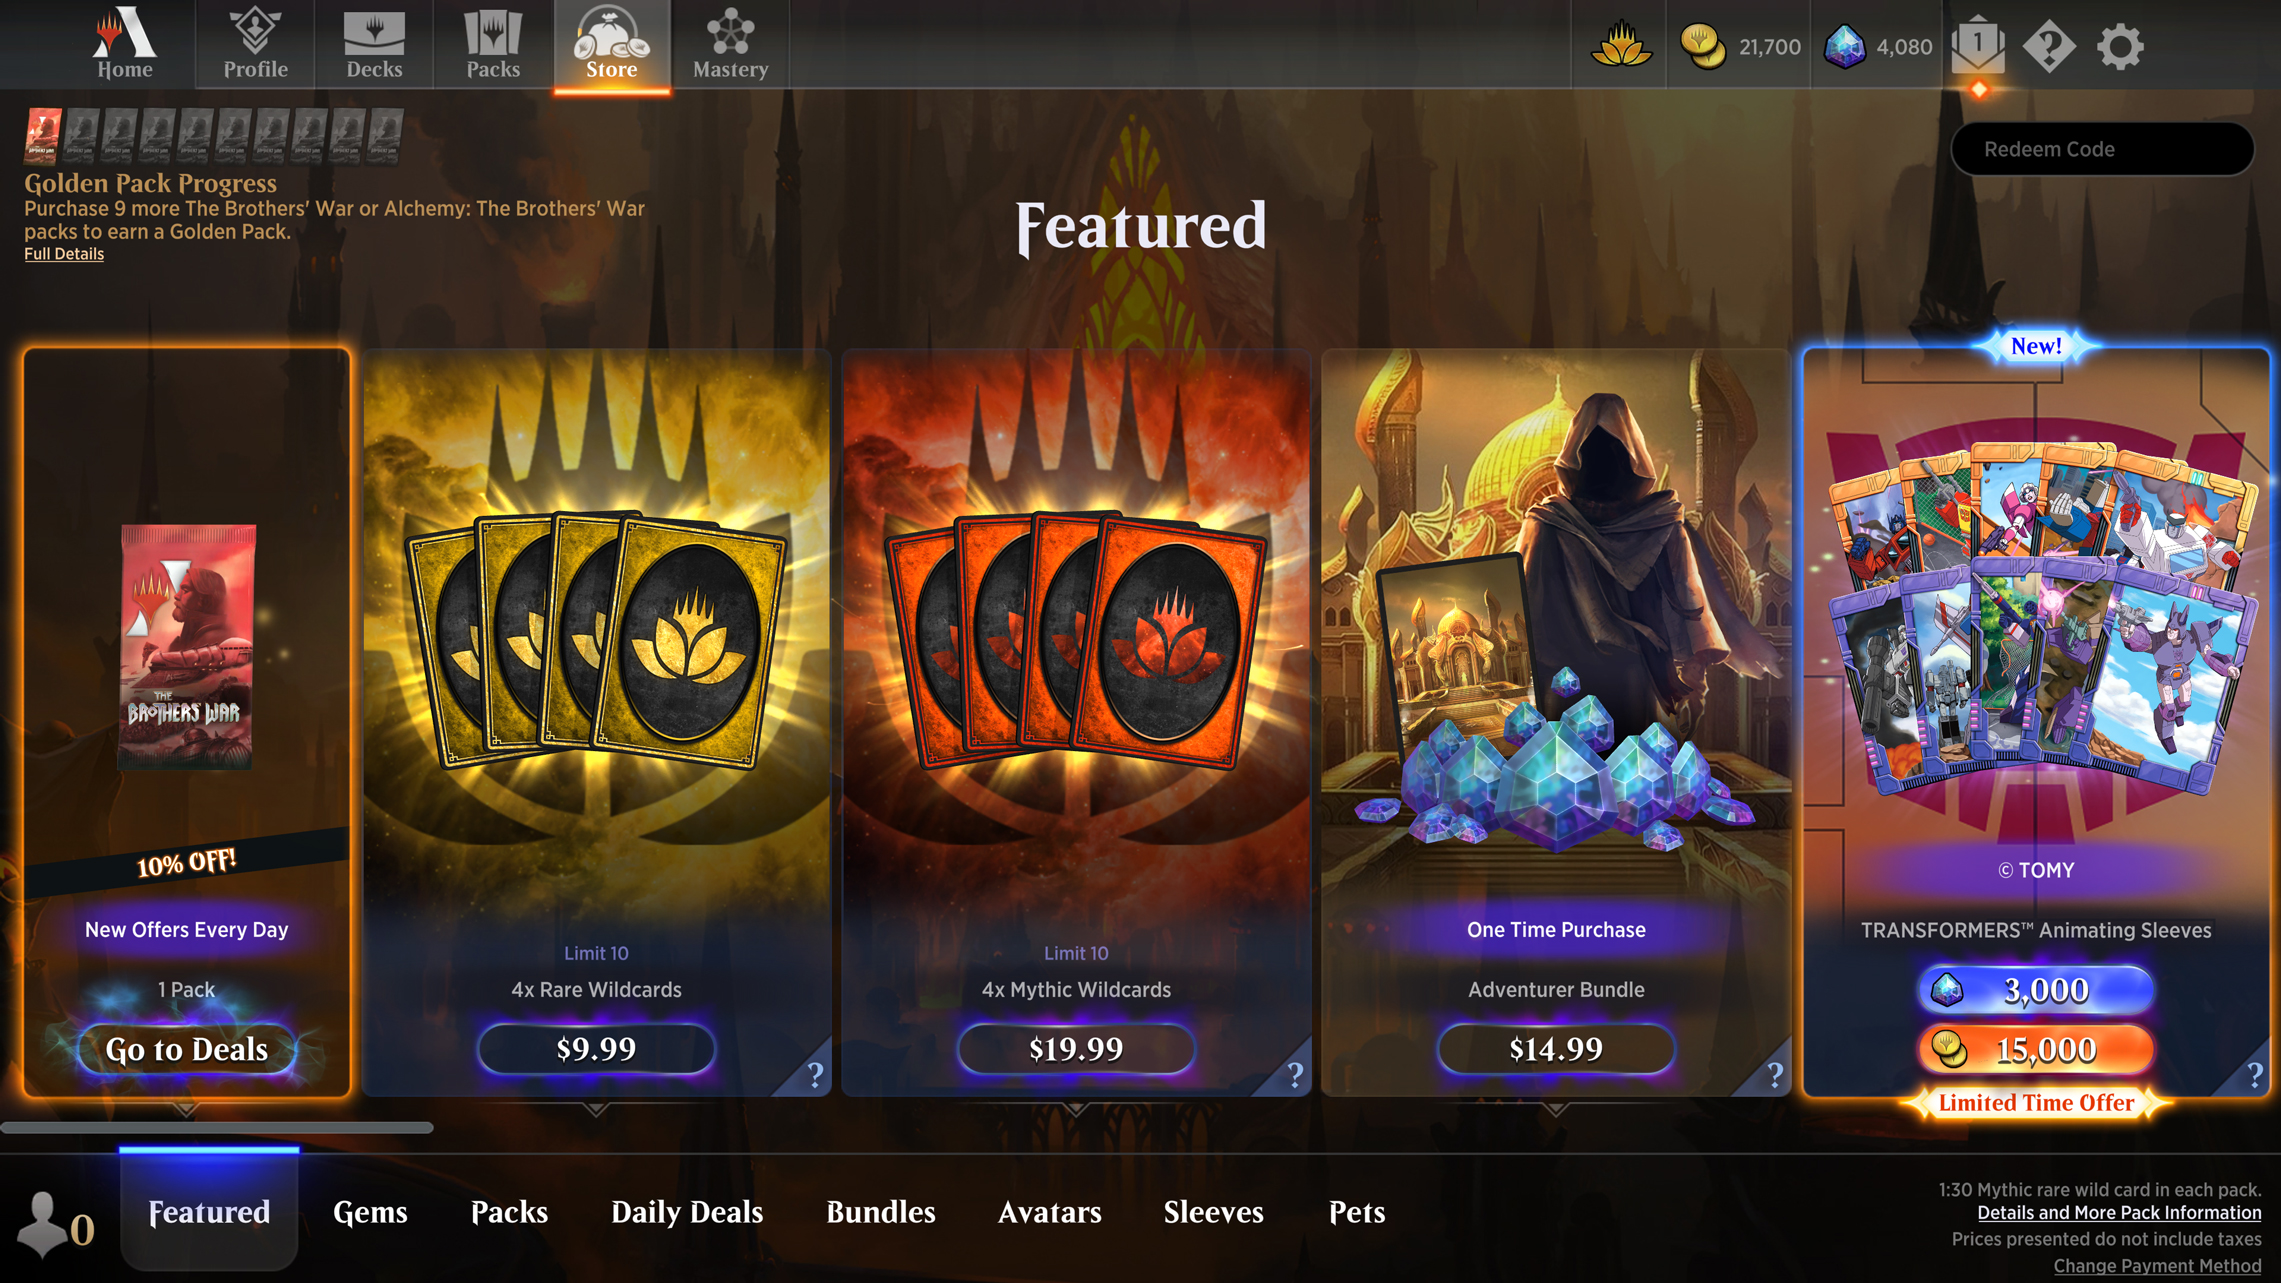 Home
Profile
Decks
Packs
Store
Mastery
21,700
4,080
1
Golden Pack Progress
Purchase 9 more The Brothers' War or Alchemy: The Brothers' War
packs to earn a Golden Pack.
Full Details
Redeem Code
Featured
New!
THE
BROTHERS' WAR
10% OFF!
New Offers Every Day
1 Pack
Go to Deals
Limit 10
4x Rare Wildcards
$9.99
?
Limit 10
4x Mythic Wildcards
$19.99
?
One Time Purchase
Adventurer Bundle
$14.99
?
© TOMY
TRANSFORMERS™ Animating Sleeves
3,000
15,000
?
Limited Time Offer
0
Featured
Gems
Packs
Daily Deals
Bundles
Avatars
Sleeves
Pets
1:30 Mythic rare wild card in each pack.
Details and More Pack Information
Prices presented do not include taxes
Change Payment Method